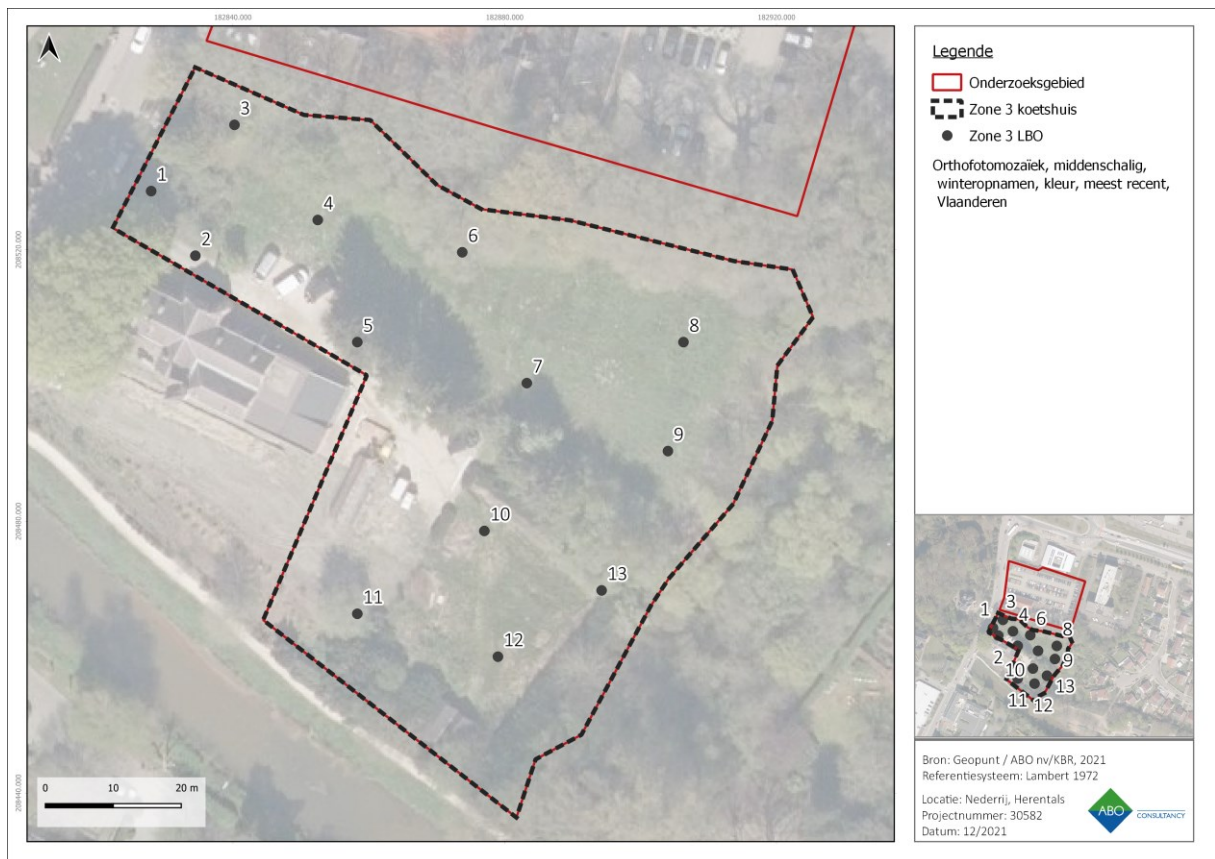 182840.000
182880.000
182920.000
208520.000
208480.000
208440.000
3
1
4
2
6
5
8
7
9
10
13
11
12
0 10 20 m
Legende
Onderzoeksgebied
Zone 3 koetshuis
Zone 3 LBO
Orthofotomozaïek, middenschalig,
winteropnamen, kleur, meest recent,
Vlaanderen
3
1
4
6
8
2
9
10
13
11
12
Bron: Geopunt / ABO nv/KBR, 2021
Referentiesysteem: Lambert 1972
Locatie: Nederrij, Herentals
Projectnummer: 30582
Datum: 12/2021
ABO CONSULTANCY